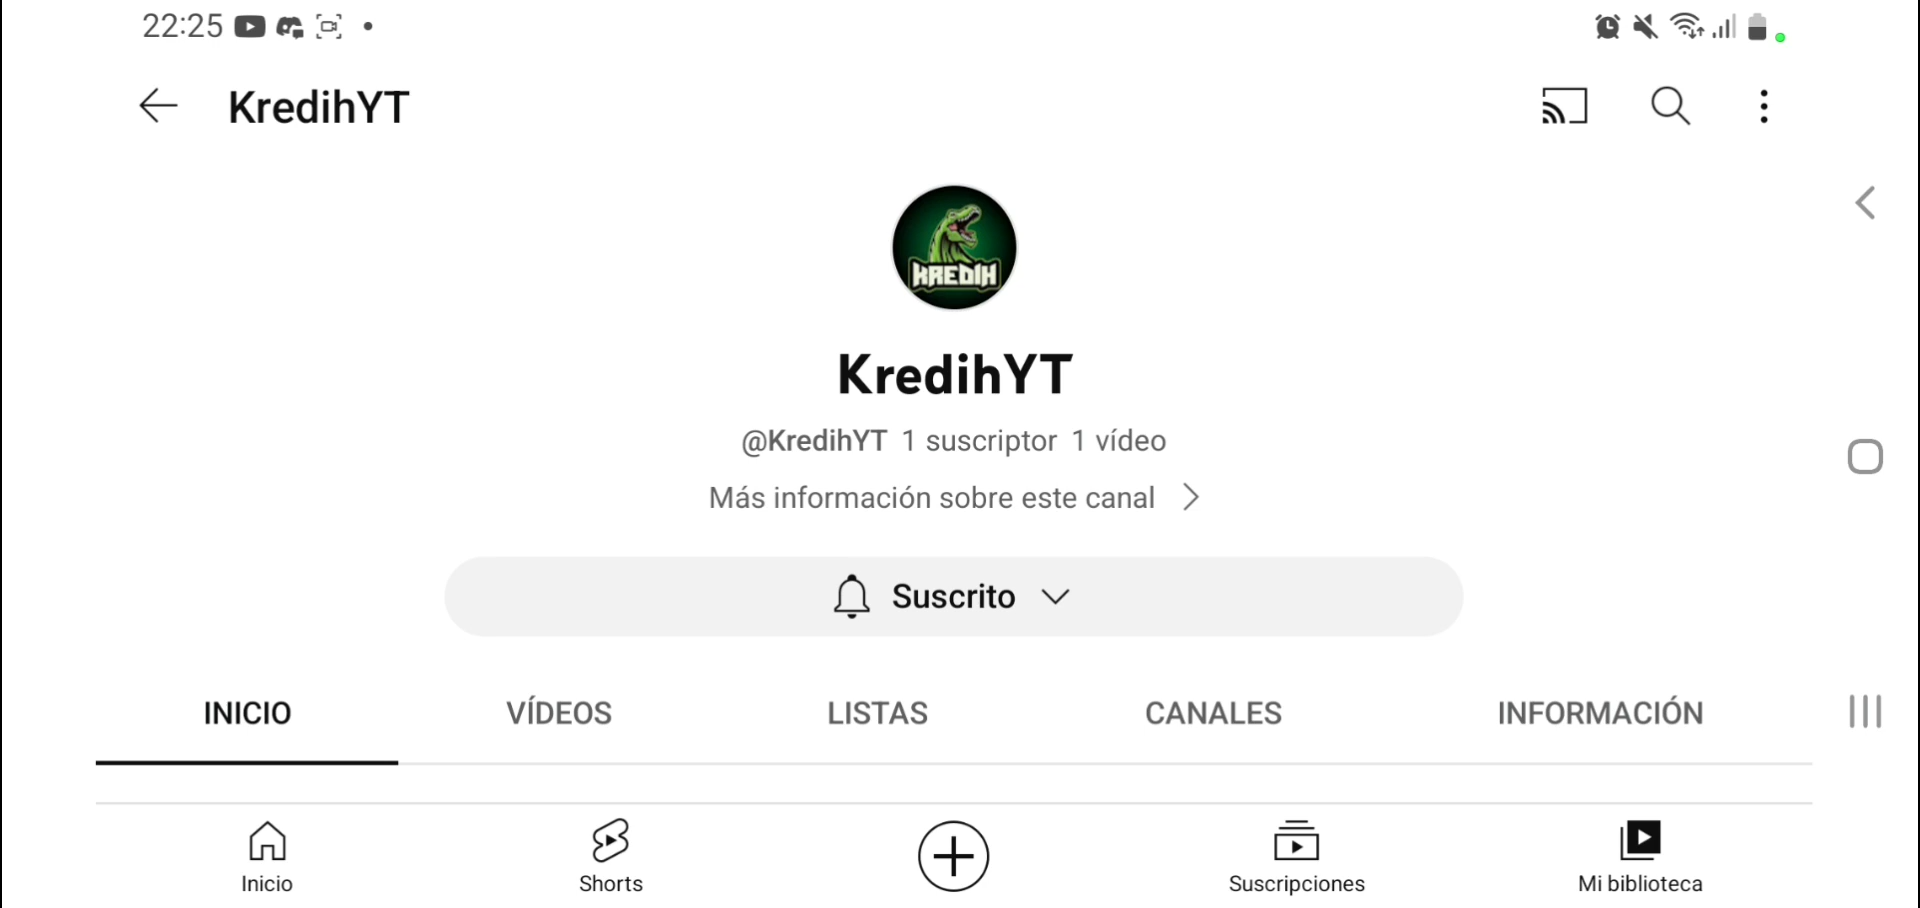 22:25
KredihYT
KREDIH
KredihYT
@KredihYT 1 suscriptor 1 vídeo
Más información sobre este canal
Suscrito
INICIO VÍDEOS LISTAS CANALES INFORMACIÓN
Inicio Shorts Suscripciones Mi biblioteca